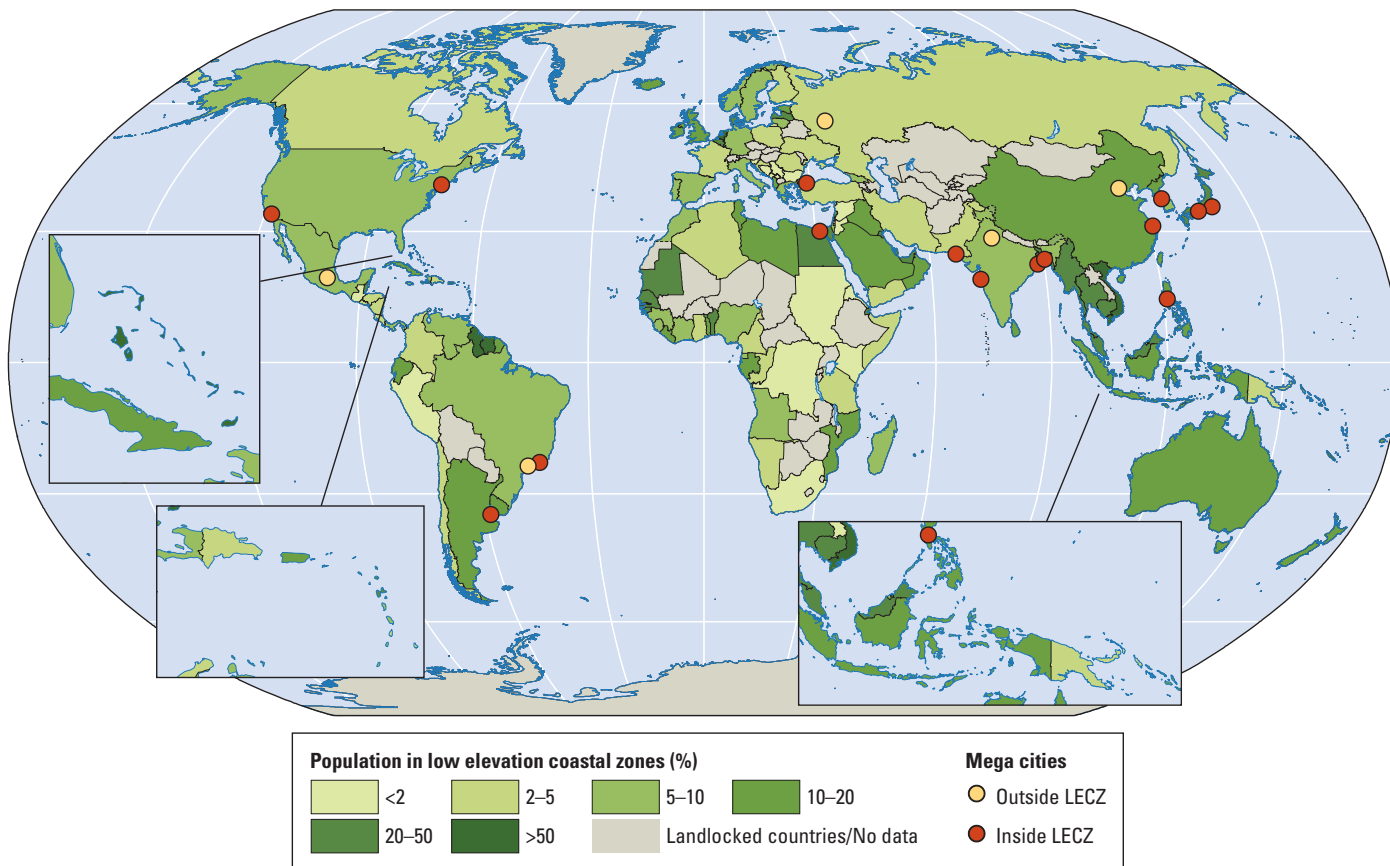 Population in low elevation coastal zones (%)
Mega cities
<2
2–5
5–10
10–20
Outside LECZ
20–50
>50
Landlocked countries/No data
Inside LECZ